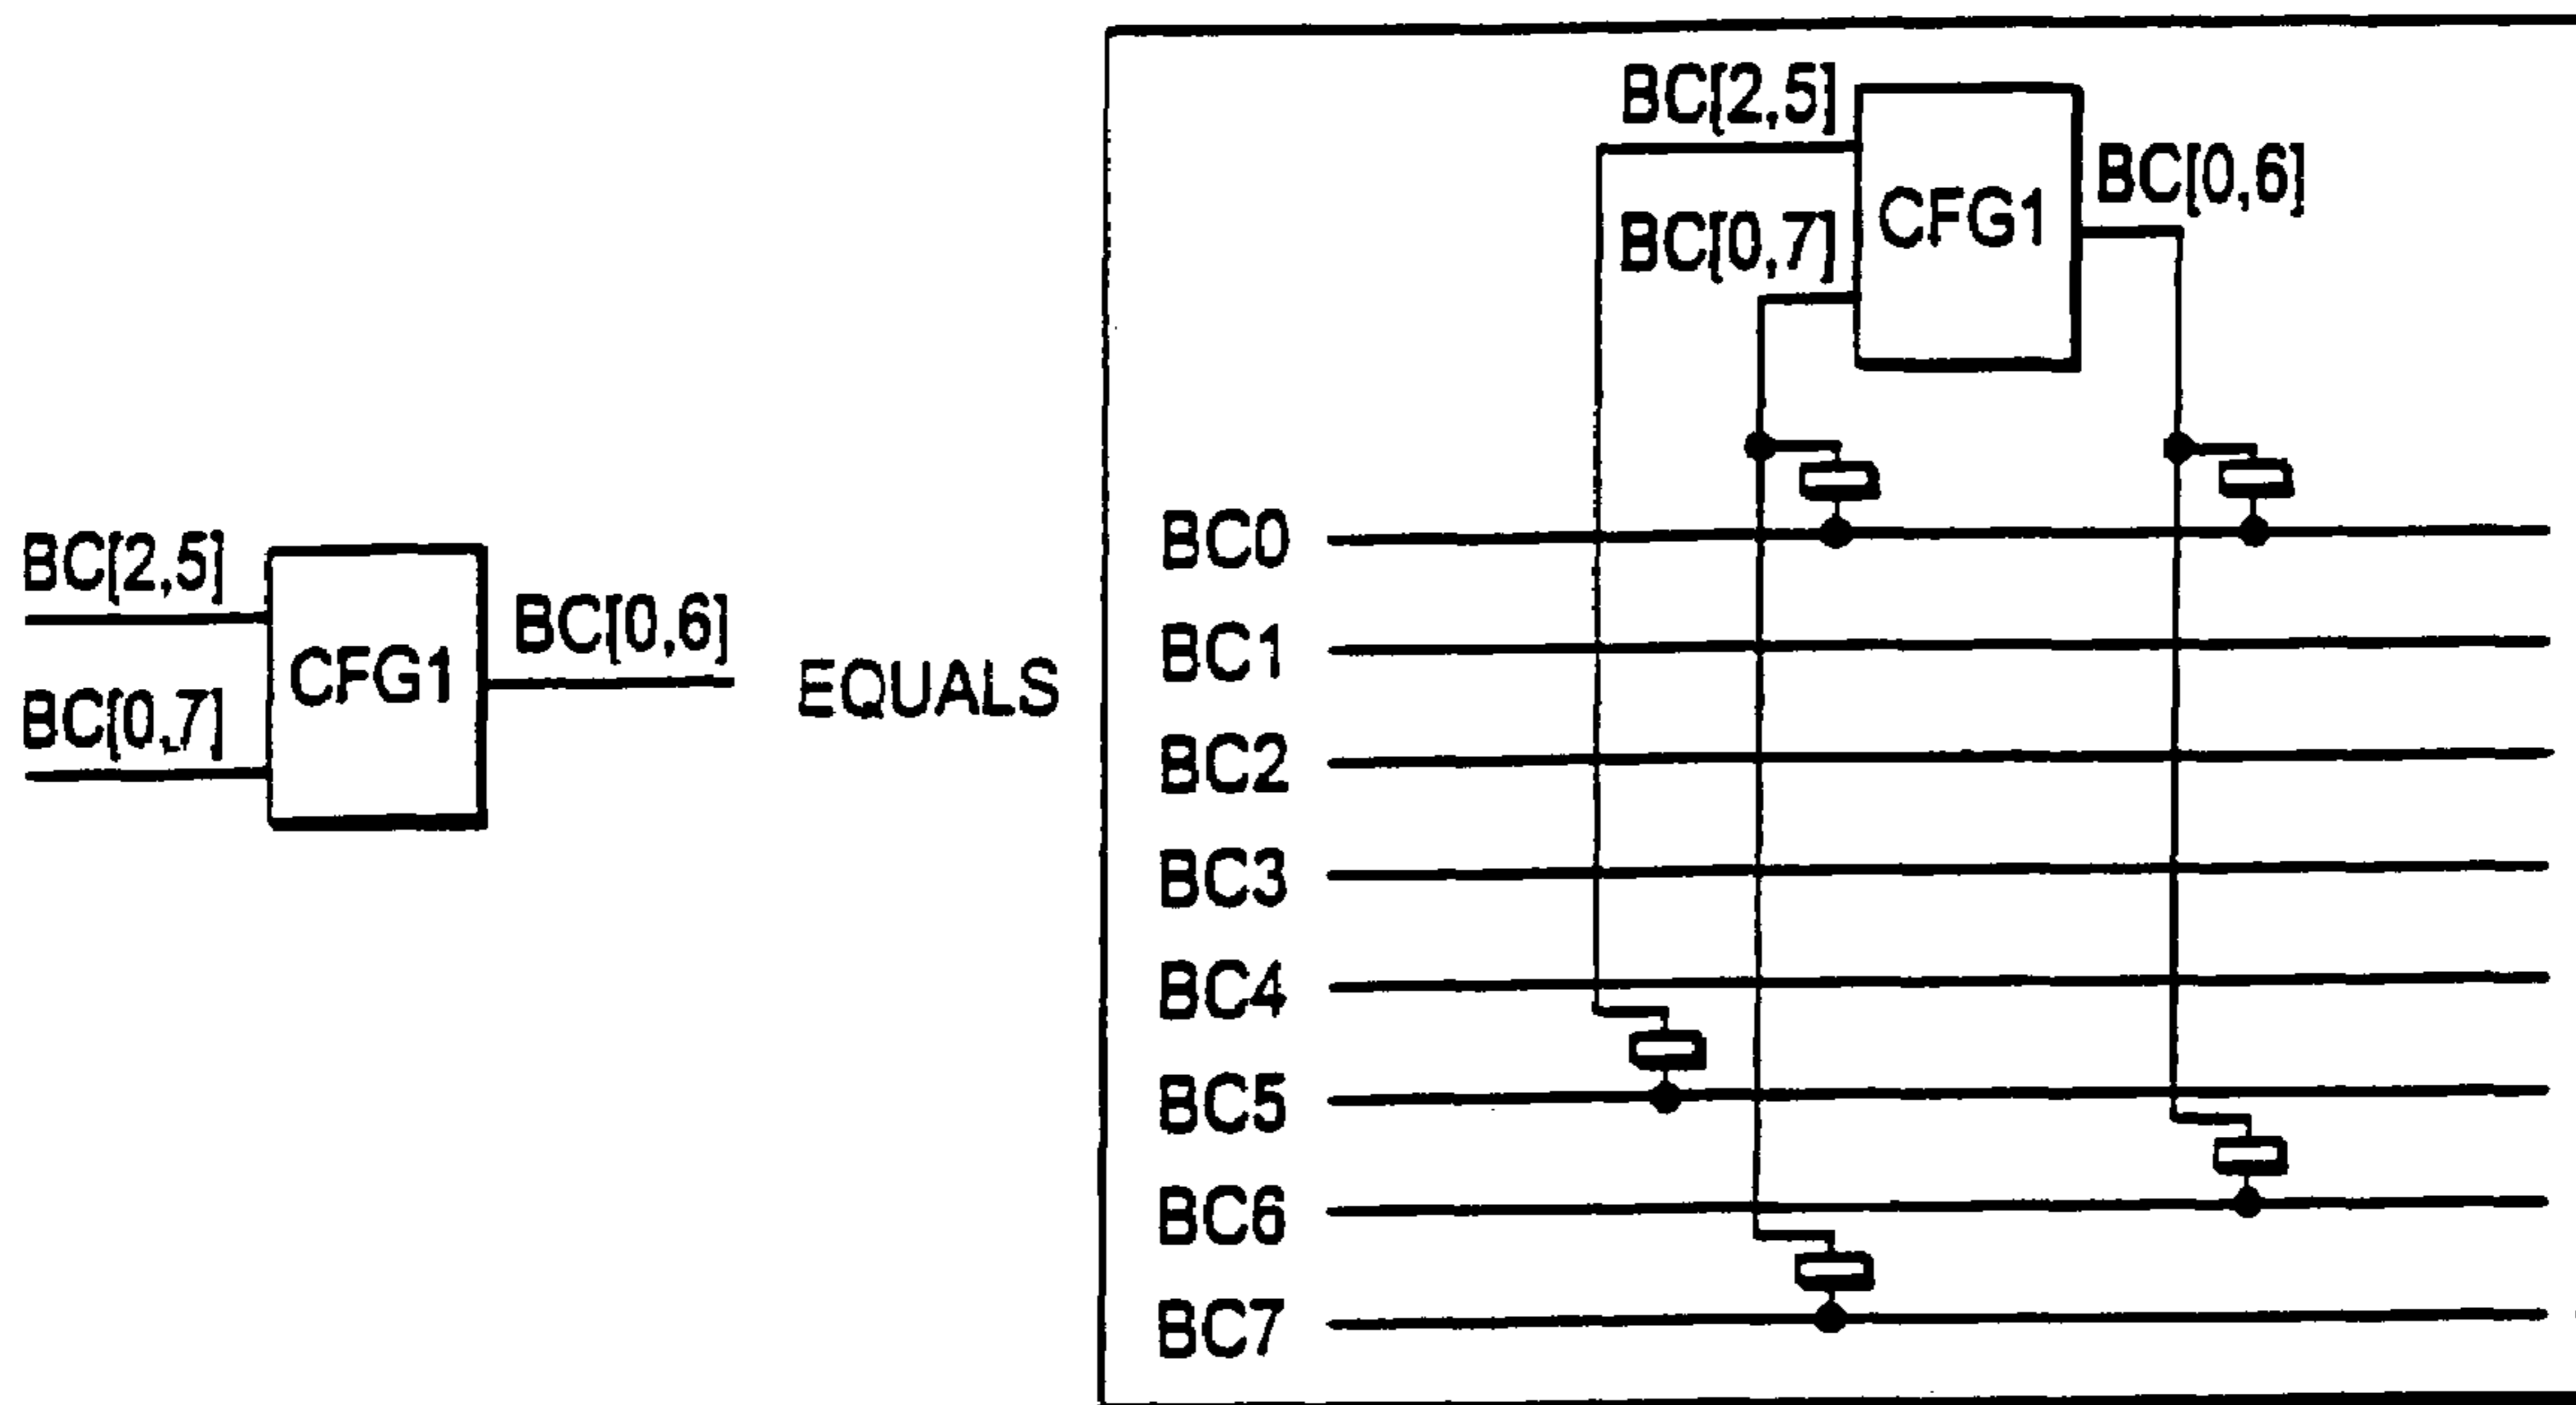 BC[2,5]
BC[0,7]
CFG1
BC[0,6]
EQUALS
BC[2,5]
BC[0,7]
CFG1
BC[0,6]
BC0
BC1
BC2
BC3
BC4
BC5
BC6
BC7